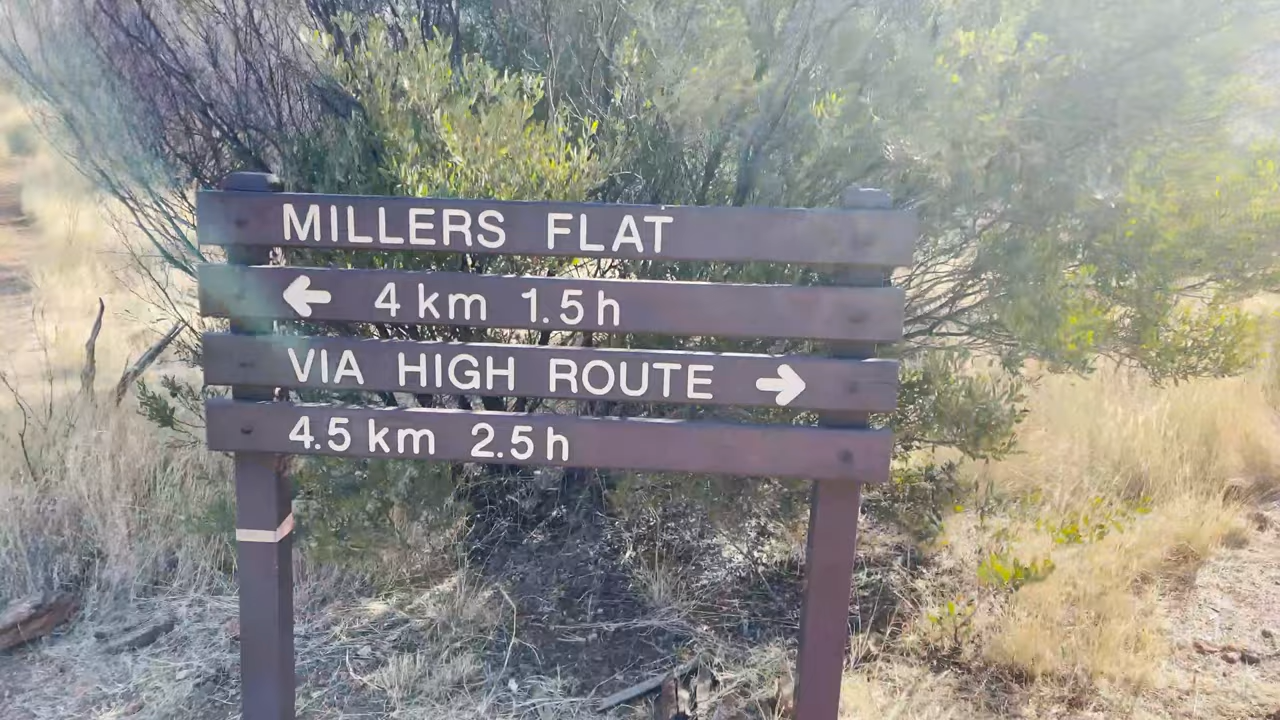 MILLERS FLAT
← 4 km 1.5 h
VIA HIGH ROUTE →
4.5 km 2.5 h